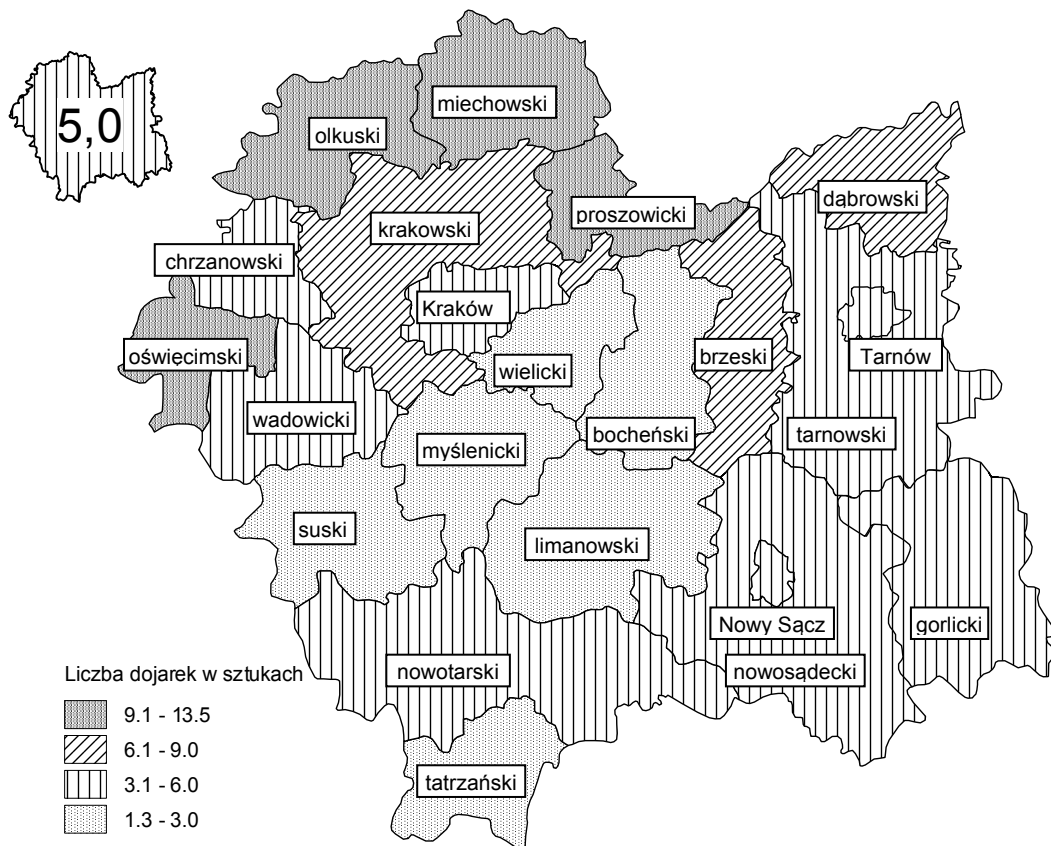 5,0
miechowski
olkuski
dąbrowski
proszowicki
krakowski
chrzanowski
Kraków
oświęcimski
wielicki
brzeski
Tarnów
wadowicki
bocheński
tarnowski
myślenicki
suski
limanowski
Nowy Sącz
gorlicki
nowotarski
nowosądecki
Liczba dojarek w sztukach
9.1 - 13.5
6.1 - 9.0
3.1 - 6.0
1.3 - 3.0
tatrzański